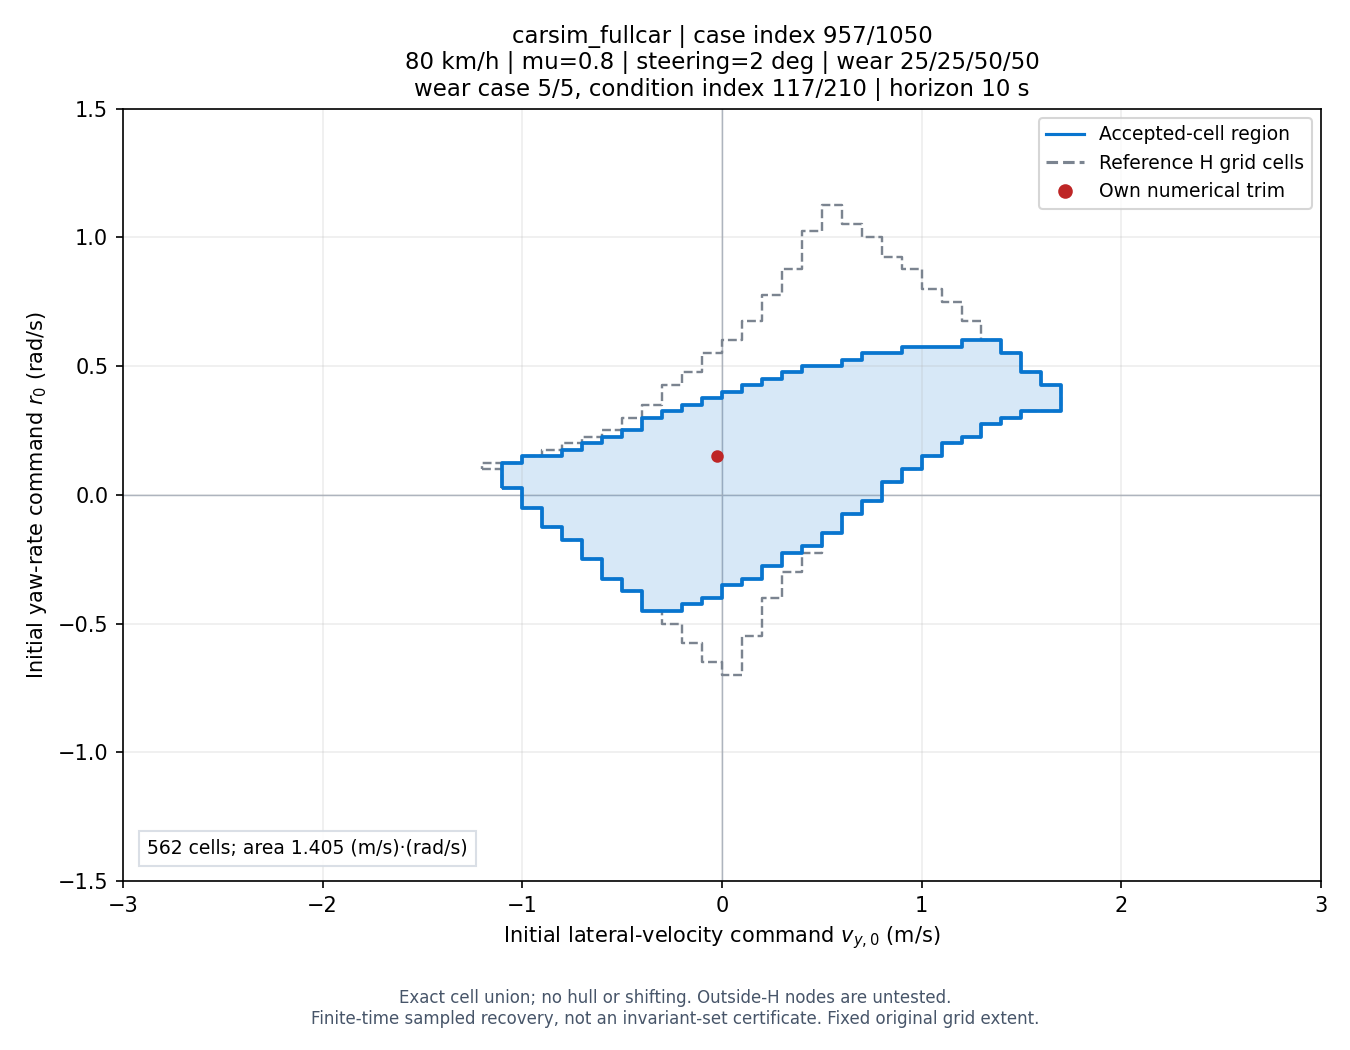 carsim_fullcar | case index 957/1050
80 km/h | mu=0.8 | steering=2 deg | wear 25/25/50/50
wear case 5/5, condition index 117/210 | horizon 10 s
1.5
1.0
0.5
0.0
−0.5
−1.0
−1.5
Initial yaw-rate command r₀ (rad/s)
Accepted-cell region
Reference H grid cells
Own numerical trim
562 cells; area 1.405 (m/s)·(rad/s)
−3
−2
−1
0
1
2
3
Initial lateral-velocity command v_{y,0} (m/s)
Exact cell union; no hull or shifting. Outside-H nodes are untested.
Finite-time sampled recovery, not an invariant-set certificate. Fixed original grid extent.